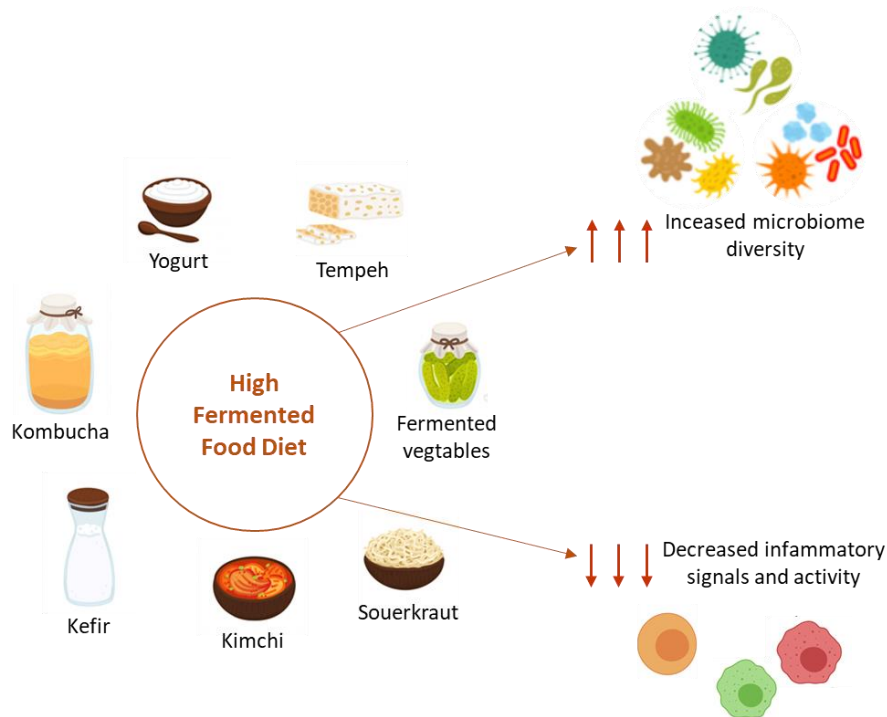 Inceased microbiome
diversity
Yogurt
Tempeh
High
Fermented
Food Diet
Kombucha
Fermented
vegtables
Decreased infammatory
signals and activity
Souerkraut
Kefir
Kimchi